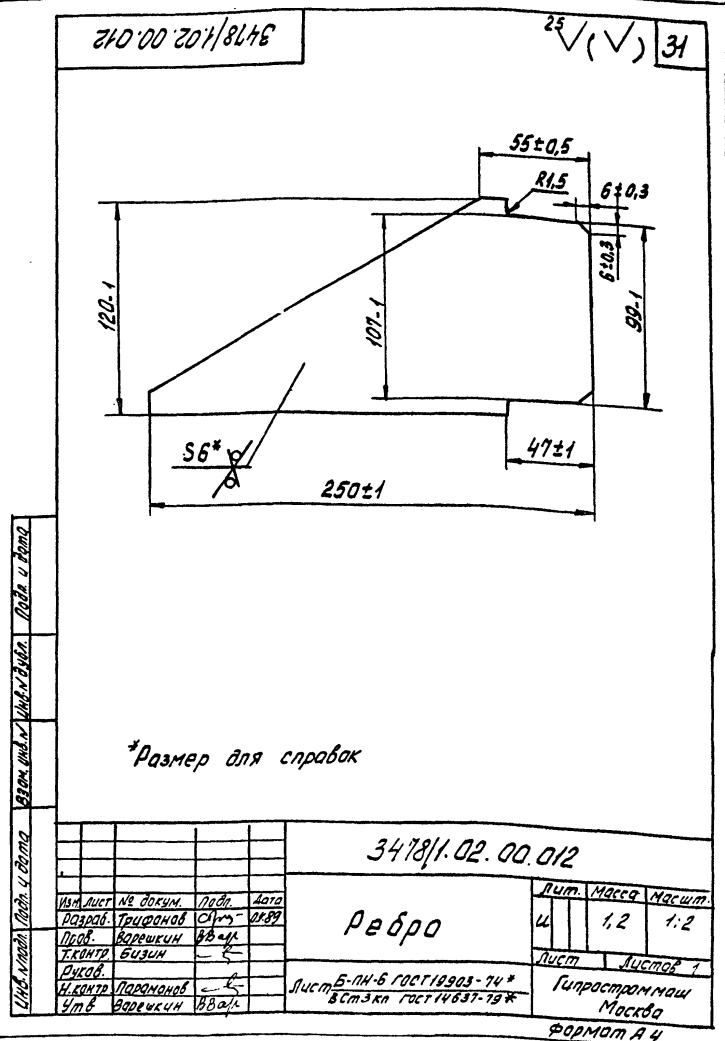 3478/1.02.00.012
25 (√) 31
55±0,5
R1,5
6±0,3
6±0,3
120-1
107-1
99-1
S6*
47±1
250±1
*Размер для справок
Подп. и дата
Инв.N дубл.
Взам. инв.N
Подп. и дата
Инв.N подл.
3478/1.02.00.012
Изм Лист № докум. Подп. Дата
Разраб. Трифонов 01.89
Пров. Варешкин
Т.контр Бизин
Руков.
Н.контр Парамонов
Утв Варешкин
Ребро
Лит. Масса Масшт.
И 1,2 1:2
Лист Листов 1
Лист Б-ПН-6 ГОСТ 19903-74*
ВСт3кп ГОСТ 14637-79*
Гипростроммаш
Москва
Формат А4